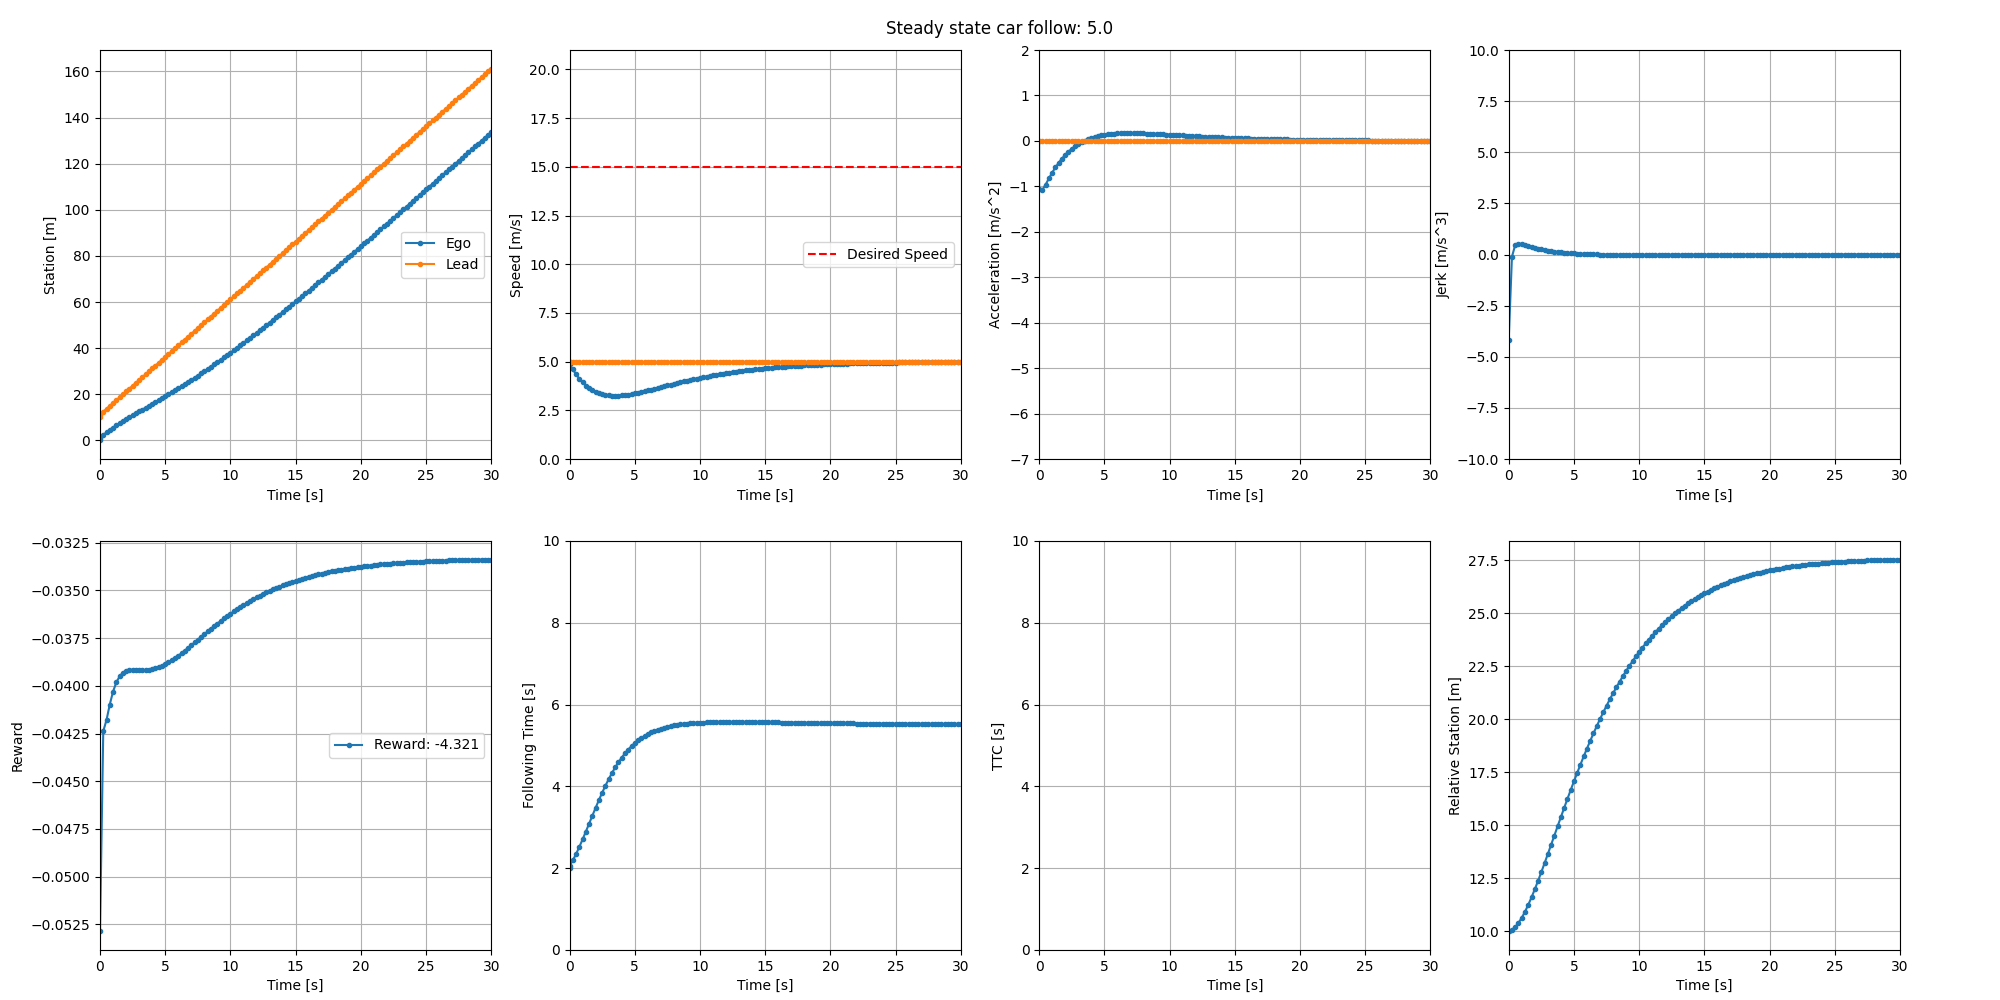 Steady state car follow: 5.0
Station [m]
160
140
120
100
80
60
40
20
0
Ego
Lead
0 5 10 15 20 25 30
Time [s]
Speed [m/s]
20.0
17.5
15.0
12.5
10.0
7.5
5.0
2.5
0.0
Desired Speed
0 5 10 15 20 25 30
Time [s]
Acceleration [m/s^2]
2
1
0
−1
−2
−3
−4
−5
−6
−7
0 5 10 15 20 25 30
Time [s]
Jerk [m/s^3]
10.0
7.5
5.0
2.5
0.0
−2.5
−5.0
−7.5
−10.0
0 5 10 15 20 25 30
Time [s]
Reward
−0.0325
−0.0350
−0.0375
−0.0400
−0.0425
−0.0450
−0.0475
−0.0500
−0.0525
Reward: -4.321
0 5 10 15 20 25 30
Time [s]
Following Time [s]
10
8
6
4
2
0
0 5 10 15 20 25 30
Time [s]
TTC [s]
10
8
6
4
2
0
0 5 10 15 20 25 30
Time [s]
Relative Station [m]
27.5
25.0
22.5
20.0
17.5
15.0
12.5
10.0
0 5 10 15 20 25 30
Time [s]